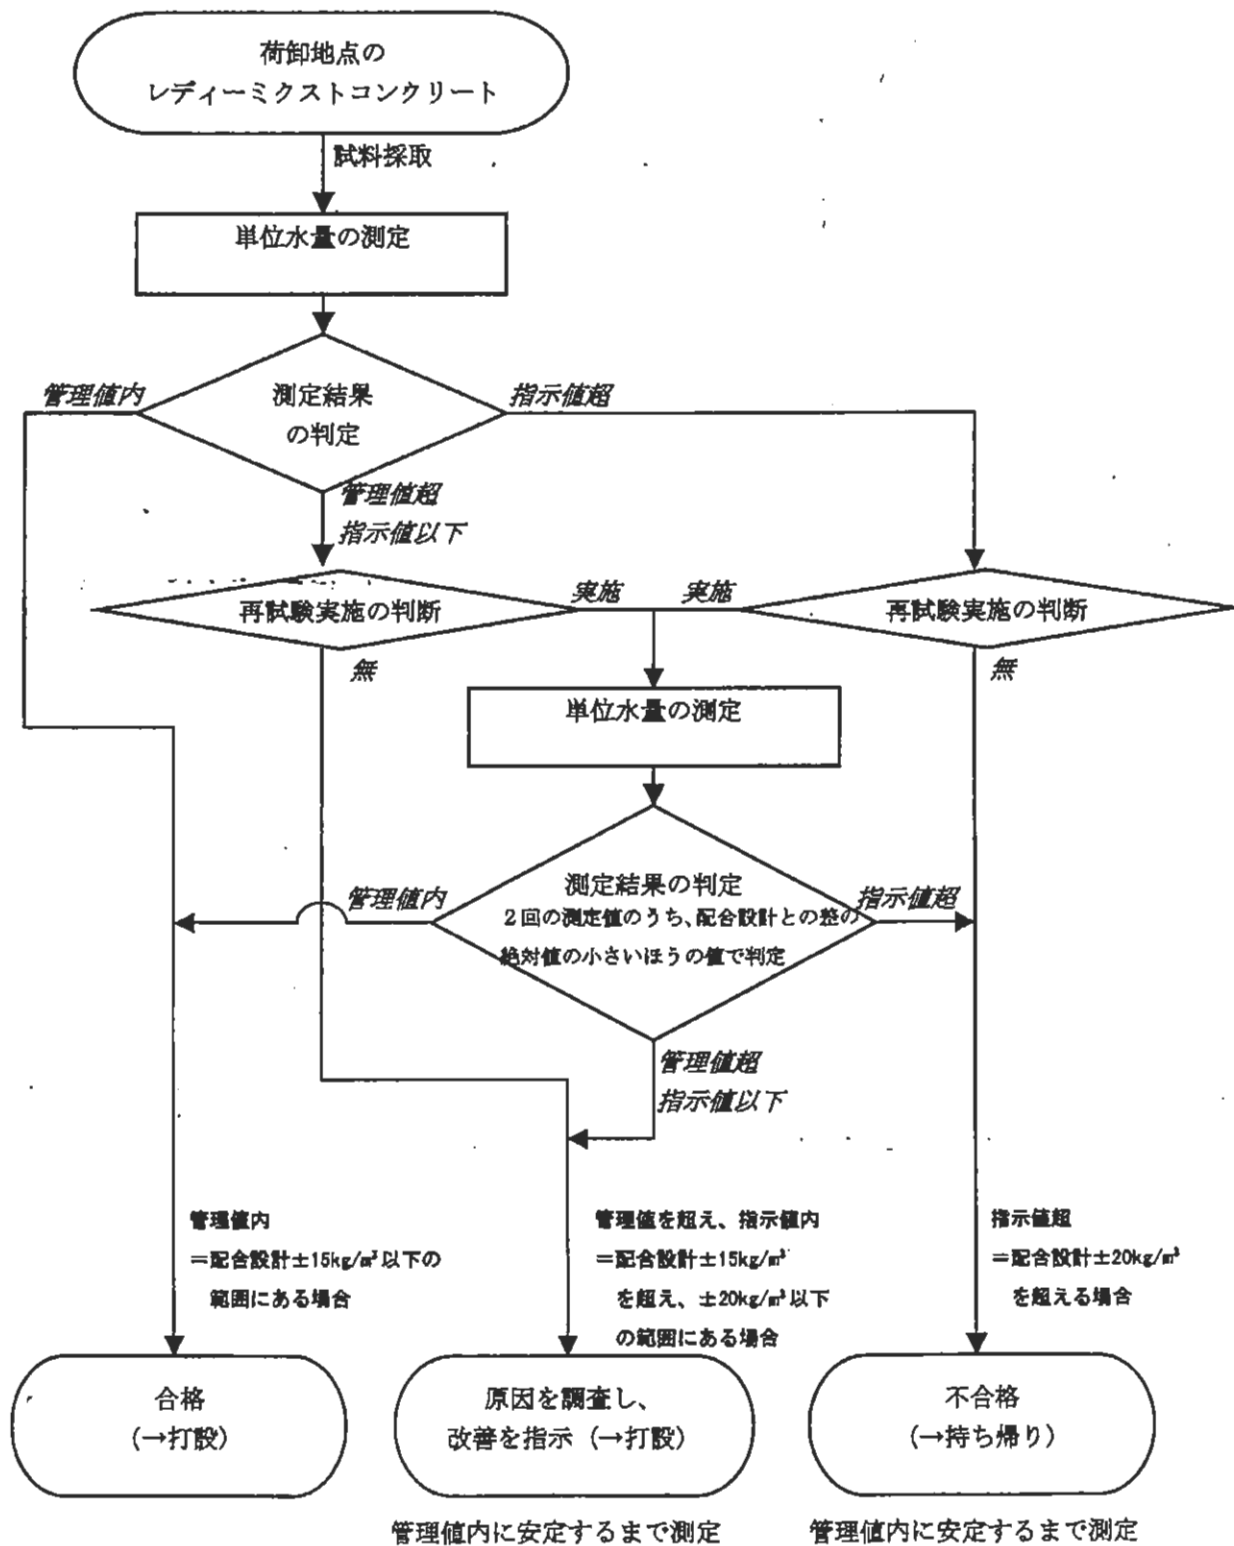 荷卸地点の
レディーミクストコンクリート
試料採取
単位水量の測定
管理値内
測定結果
の判定
指示値超
管理値超
指示値以下
再試験実施の判断
実施
実施
再試験実施の判断
無
無
単位水量の測定
管理値内
測定結果の判定
2回の測定値のうち、配合設計との整の
絶対値の小さいほうの値で判定
指示値超
管理値超
指示値以下
管理値内
＝配合設計±15kg/m³以下の
範囲にある場合
管理値を超え、指示値内
＝配合設計±15kg/m³
を超え、±20kg/m³以下
の範囲にある場合
指示値超
＝配合設計±20kg/m³
を超える場合
合格
(→打設)
原因を調査し、
改善を指示（→打設）
不合格
(→持ち帰り)
管理値内に安定するまで測定
管理値内に安定するまで測定